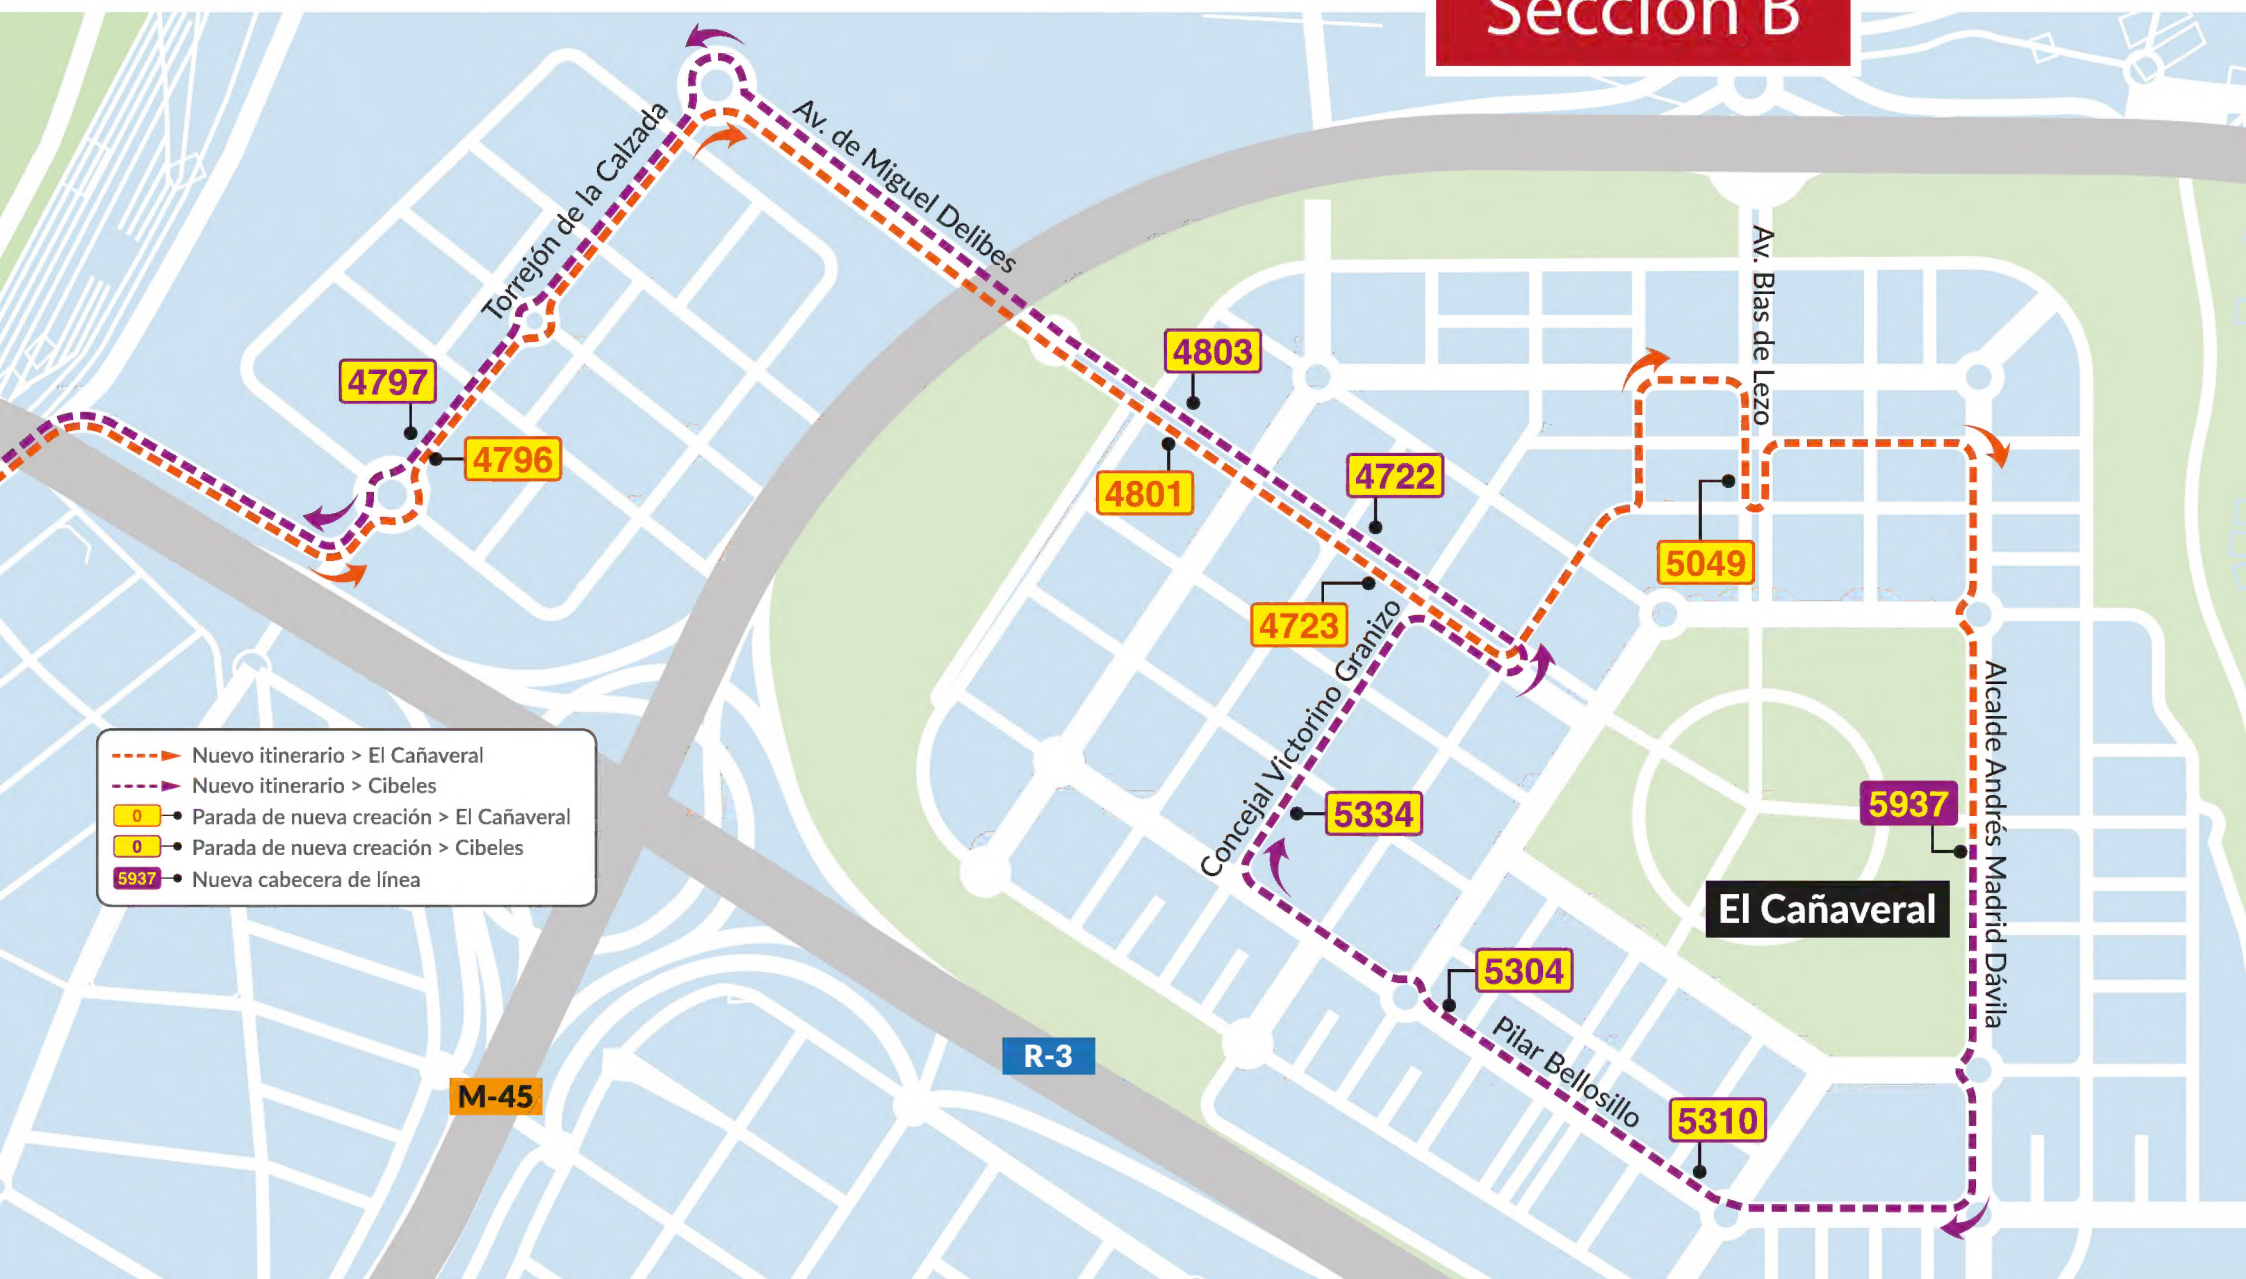 Sección B
Torrejón de la Calzada
Av. de Miguel Delibes
Av. Blas de Lezo
4803
4797
4796
4722
4801
5049
4723
Concejal Victorino Granizo
Alcalde Andrés Madrid Dávila
Nuevo itinerario > El Cañaveral
Nuevo itinerario > Cibeles
0 Parada de nueva creación > El Cañaveral
0 Parada de nueva creación > Cibeles
5937 Nueva cabecera de línea
5334
5937
El Cañaveral
5304
Pilar Bellosillo
R-3
M-45
5310